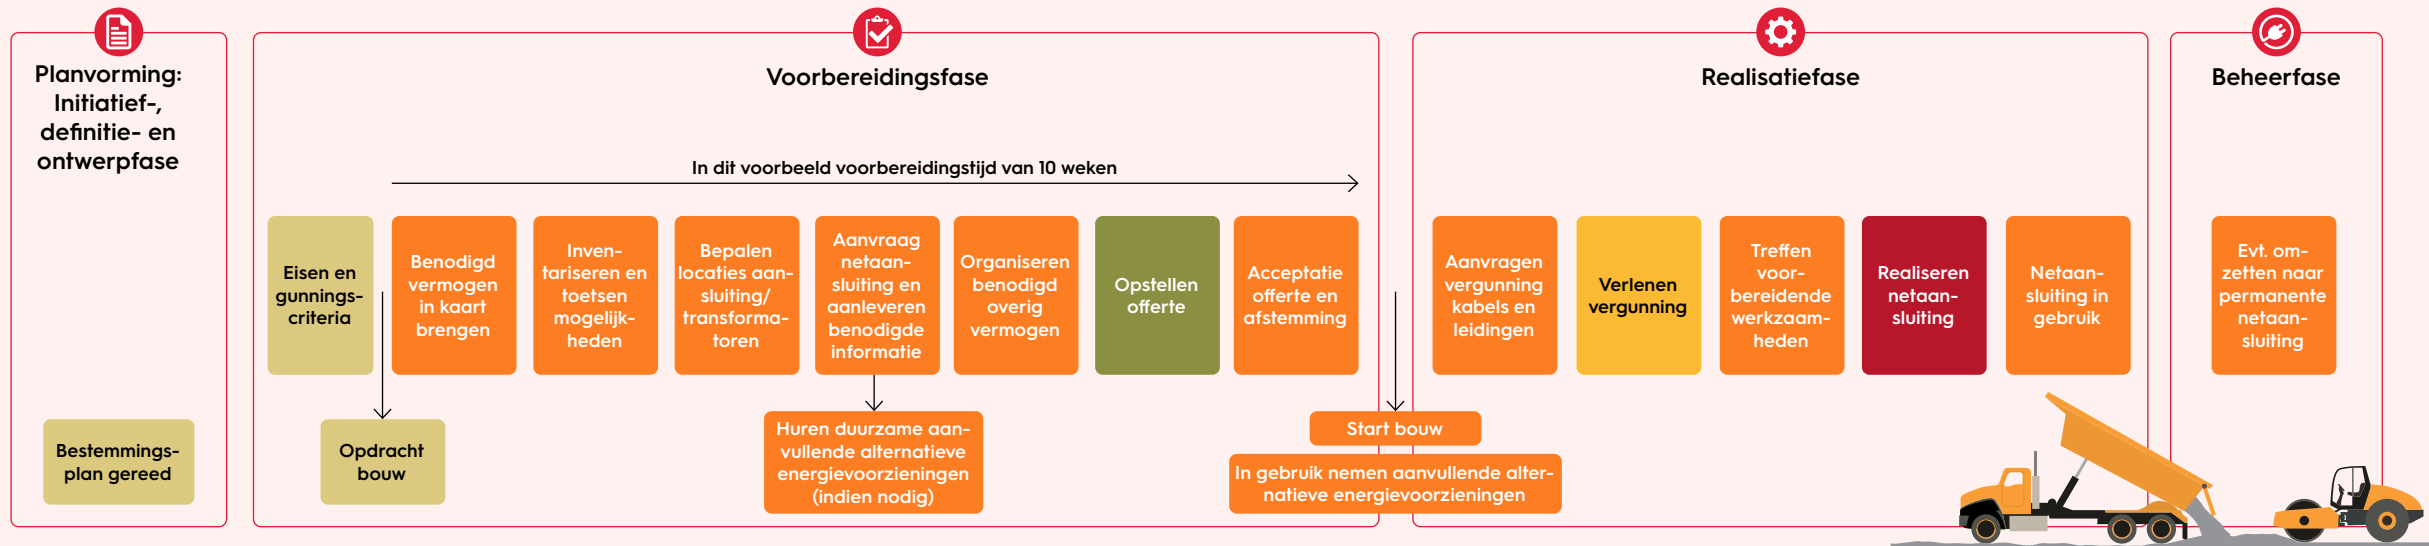 Planvorming:
Initiatief-,
definitie- en
ontwerpfase
Bestemmings-
plan gereed
Voorbereidingsfase
In dit voorbeeld voorbereidingstijd van 10 weken
Eisen en
gunnings-
criteria
Opdracht
bouw
Benodigd
vermogen
in kaart
brengen
Inven-
tariseren en
toetsen
mogelijk-
heden
Bepalen
locaties aan-
sluiting/
transforma-
toren
Aanvraag
netaan-
sluiting en
aanleveren
benodigde
informatie
Huren duurzame aan-
vullende alternatieve
energievoorzieningen
(indien nodig)
Organiseren
benodigd
overig
vermogen
Opstellen
offerte
Acceptatie
offerte en
afstemming
Start bouw
In gebruik nemen aanvullende alter-
natieve energievoorzieningen
Realisatiefase
Aanvragen
vergunning
kabels en
leidingen
Verlenen
vergunning
Treffen
voor-
bereidende
werkzaam-
heden
Realiseren
netaan-
sluiting
Netaan-
sluiting in
gebruik
Beheerfase
Evt. om-
zetten naar
permanente
netaan-
sluiting